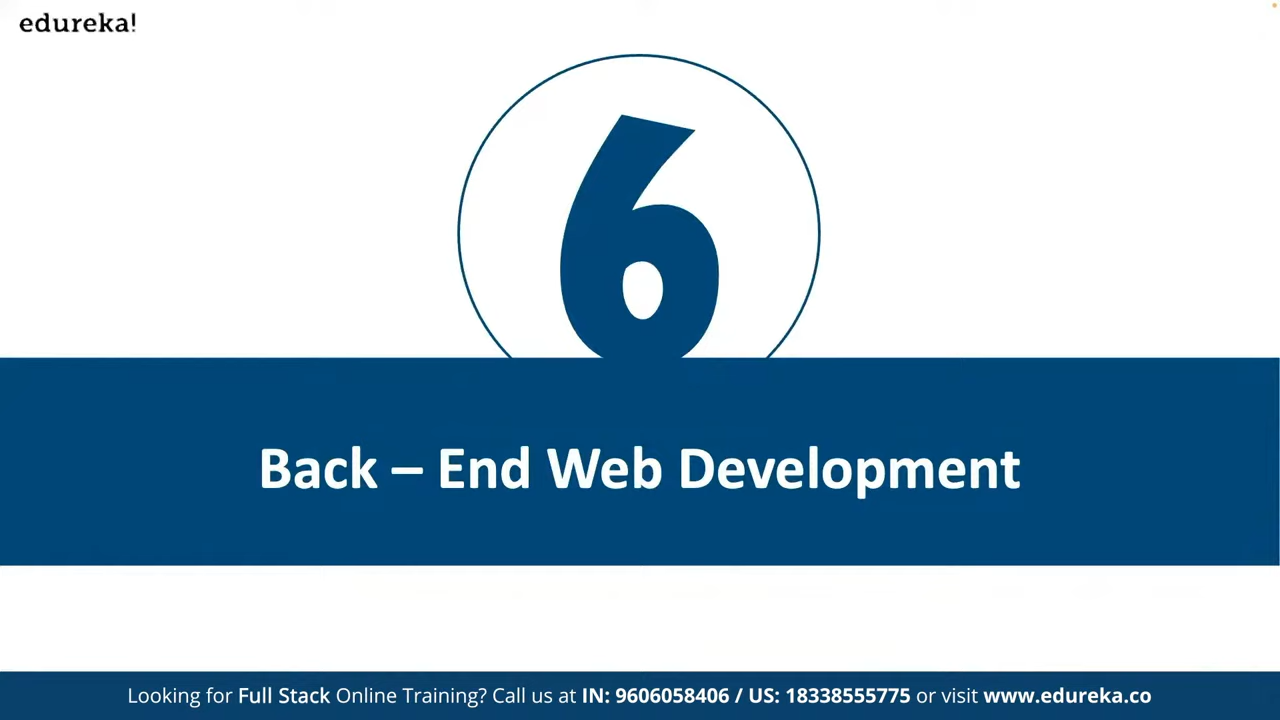 edureka!
6
Back – End Web Development
Looking for Full Stack Online Training? Call us at IN: 9606058406 / US: 18338555775 or visit www.edureka.co